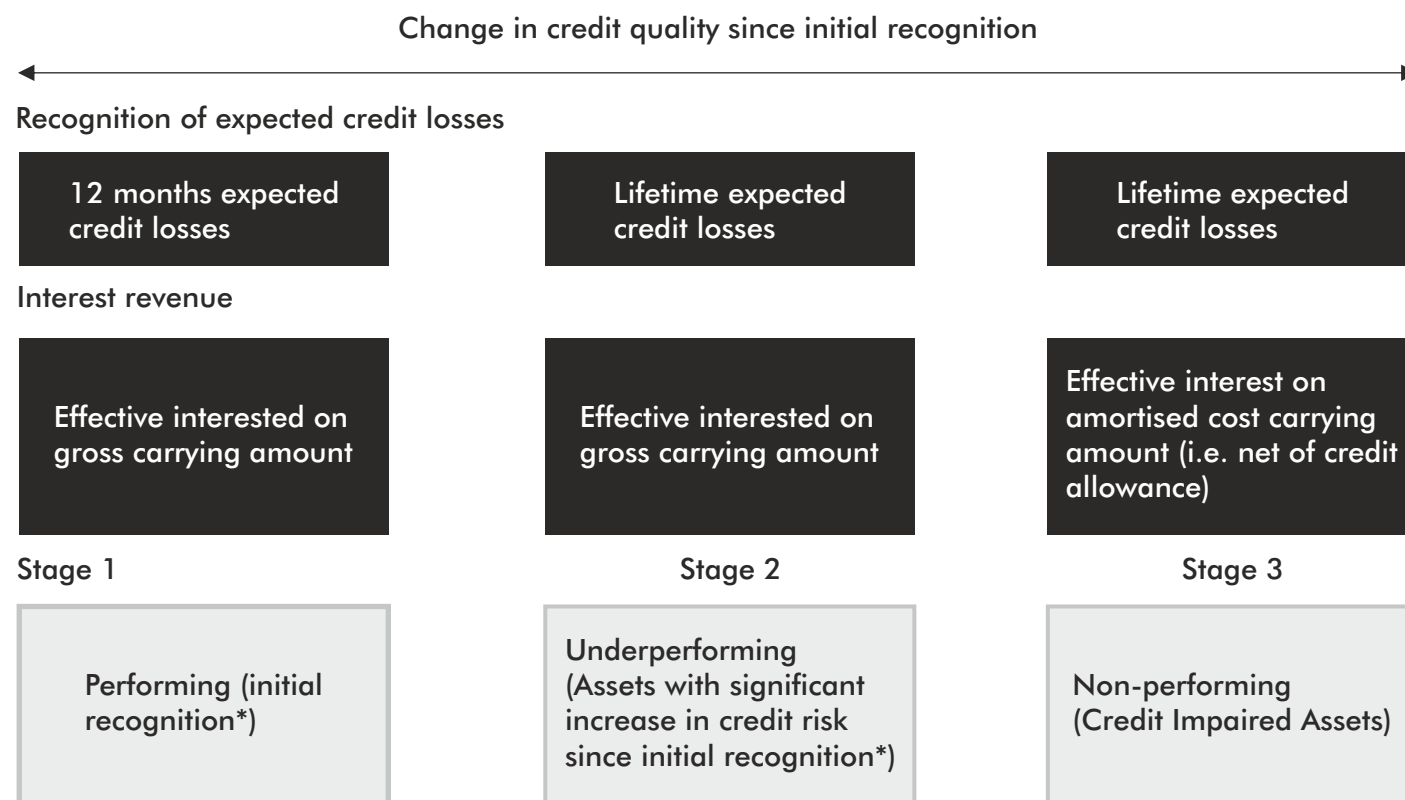 Change in credit quality since initial recognition
Recognition of expected credit losses
12 months expected
credit losses
Lifetime expected
credit losses
Lifetime expected
credit losses
Interest revenue
Effective interested on
gross carrying amount
Effective interested on
gross carrying amount
Effective interest on
amortised cost carrying
amount (i.e. net of credit
allowance)
Stage 1
Stage 2
Stage 3
Performing (initial
recognition*)
Underperforming
(Assets with significant
increase in credit risk
since initial recognition*)
Non-performing
(Credit Impaired Assets)